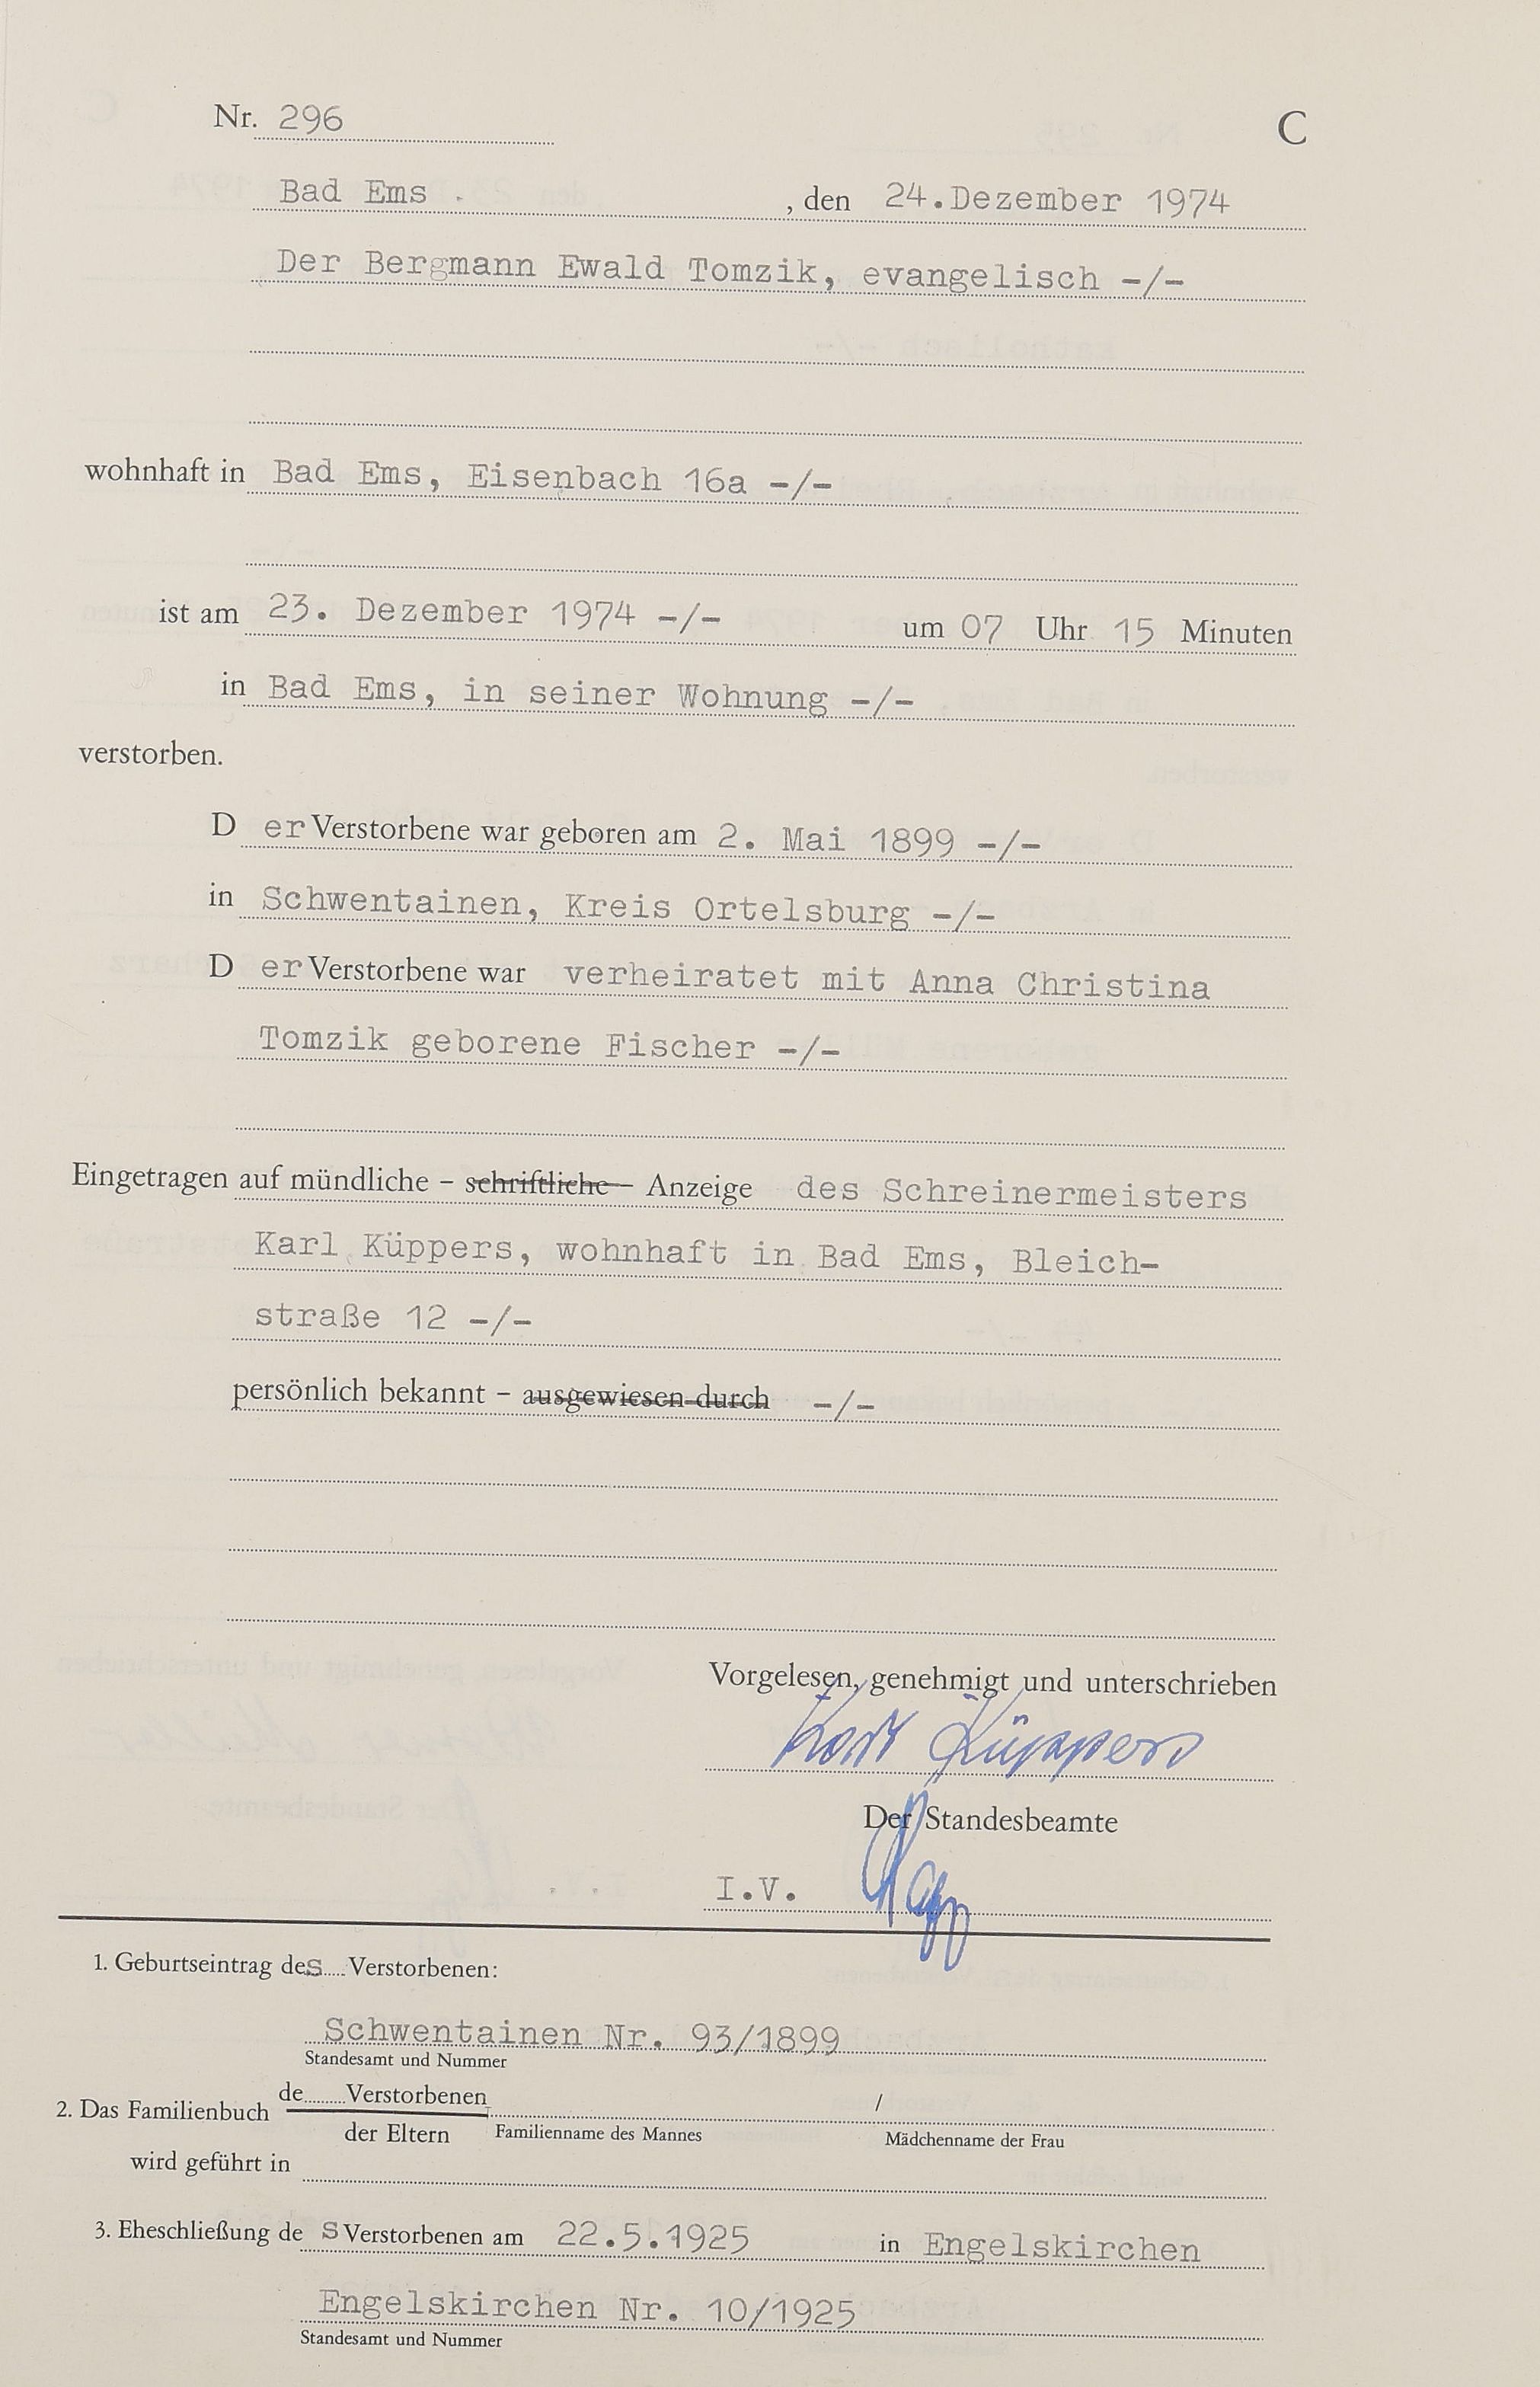 Nr. 296
C
Bad Ems , den 24.Dezember 1974
Der Bergmann Ewald Tomzik, evangelisch -/-
wohnhaft in Bad Ems, Eisenbach 16a -/-
ist am 23. Dezember 1974 -/- um 07 Uhr 15 Minuten
in Bad Ems, in seiner Wohnung -/-
verstorben.
D er Verstorbene war geboren am 2. Mai 1899 -/-
in Schwentainen, Kreis Ortelsburg -/-
D er Verstorbene war verheiratet mit Anna Christina
Tomzik geborene Fischer -/-
Eingetragen auf mündliche - schriftliche - Anzeige des Schreinermeisters
Karl Küppers, wohnhaft in Bad Ems, Bleich-
straße 12 -/-
persönlich bekannt - ausgewiesen durch -/-
Vorgelesen, genehmigt und unterschrieben
Karl Küppers
Der Standesbeamte
I.V.
1. Geburtseintrag des Verstorbenen:
Schwentainen Nr. 93/1899
Standesamt und Nummer
2. Das Familienbuch de Verstorbenen /
der Eltern Familienname des Mannes Mädchenname der Frau
wird geführt in
3. Eheschließung de s Verstorbenen am 22.5.1925 in Engelskirchen
Engelskirchen Nr. 10/1925
Standesamt und Nummer